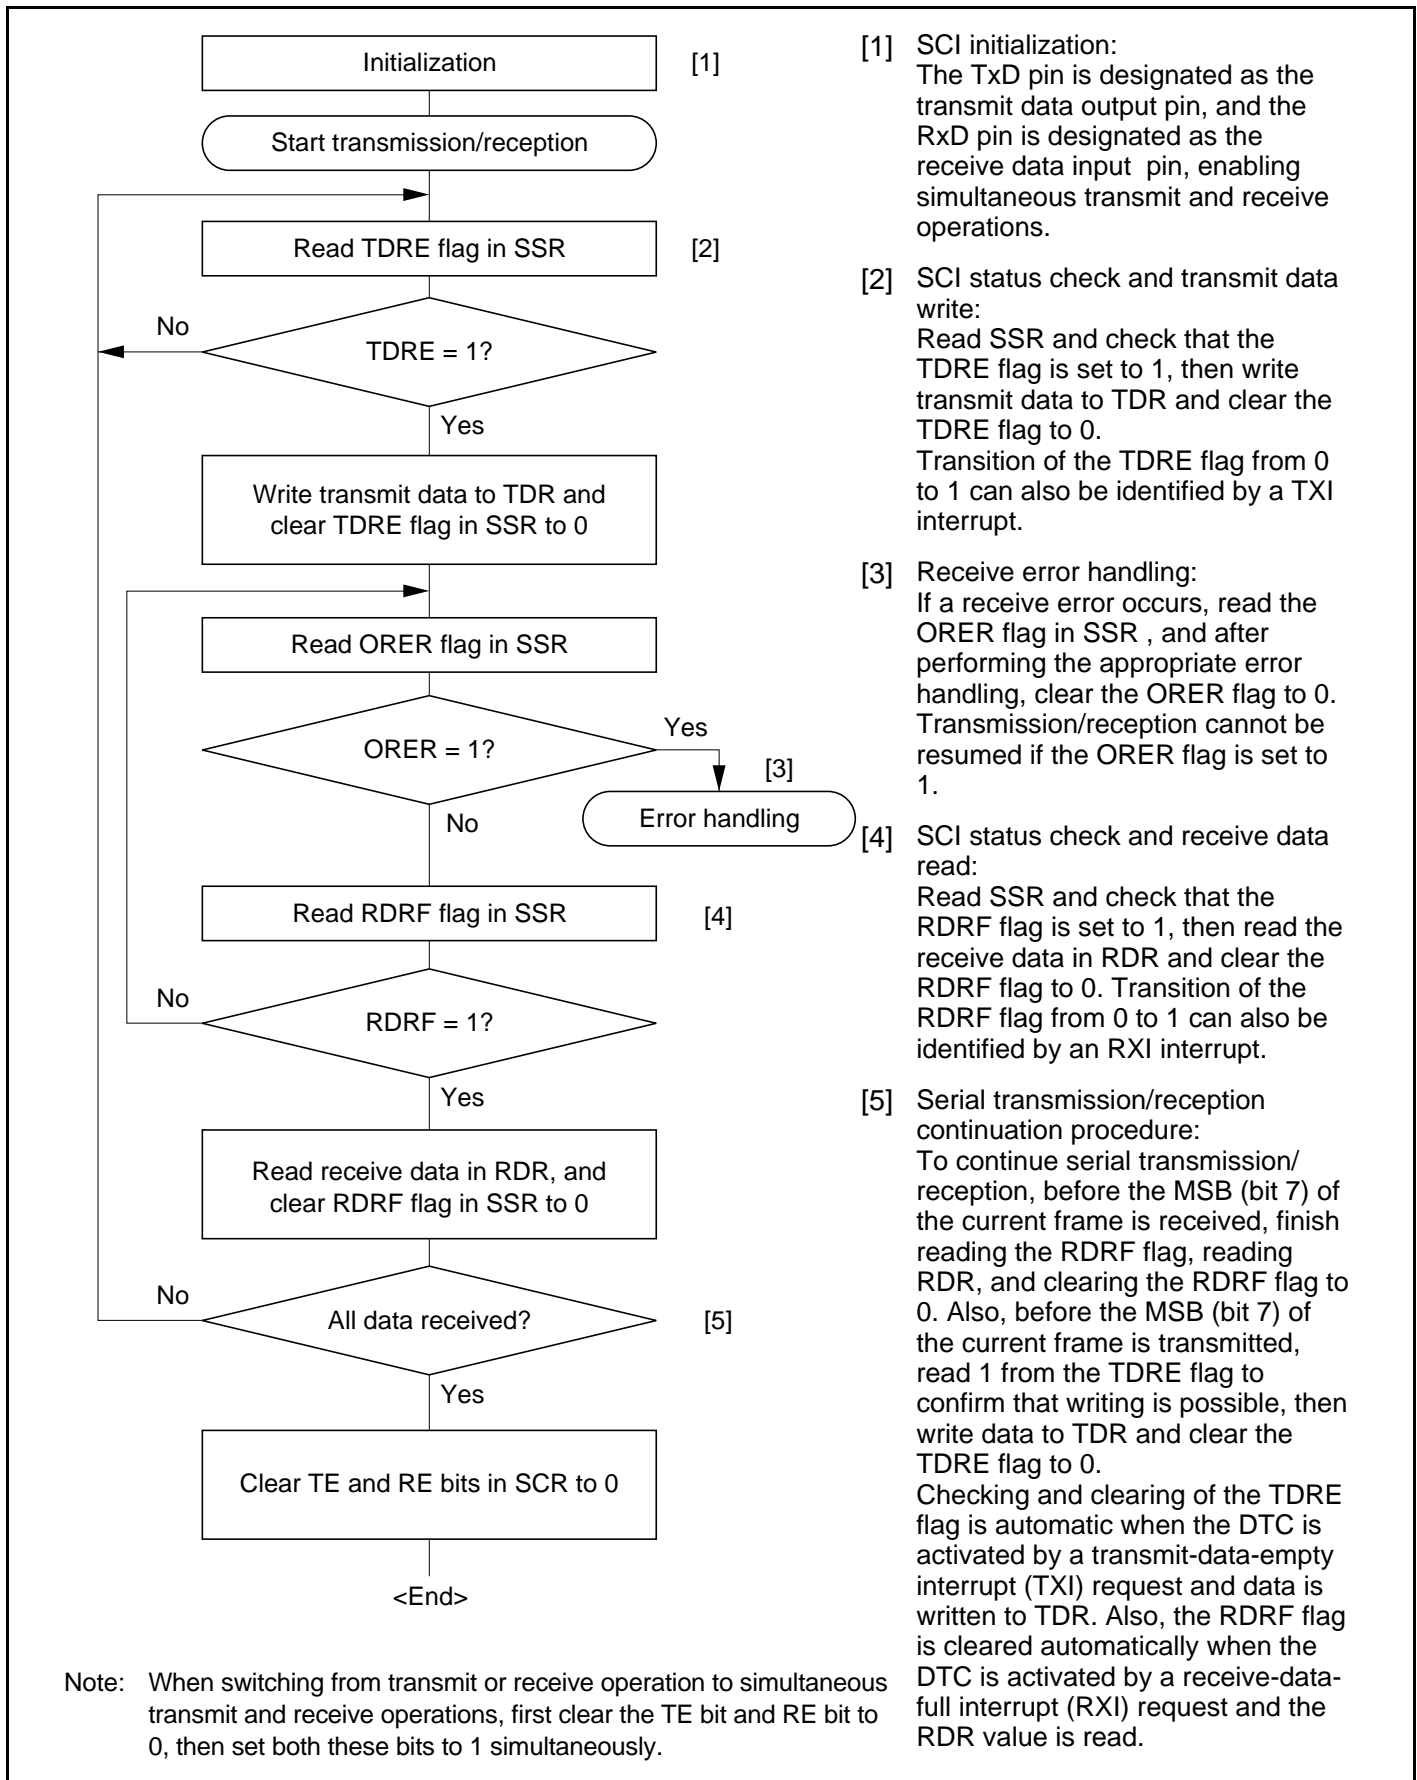 Initialization
[1]
Start transmission/reception
Read TDRE flag in SSR
[2]
No
TDRE = 1?
Yes
Write transmit data to TDR and
clear TDRE flag in SSR to 0
Read ORER flag in SSR
Yes
ORER = 1?
[3]
No
Error handling
Read RDRF flag in SSR
[4]
No
RDRF = 1?
Yes
Read receive data in RDR, and
clear RDRF flag in SSR to 0
No
All data received?
[5]
Yes
Clear TE and RE bits in SCR to 0
<End>
[1] SCI initialization:
The TxD pin is designated as the
transmit data output pin, and the
RxD pin is designated as the
receive data input  pin, enabling
simultaneous transmit and receive
operations.
[2] SCI status check and transmit data
write:
Read SSR and check that the
TDRE flag is set to 1, then write
transmit data to TDR and clear the
TDRE flag to 0.
Transition of the TDRE flag from 0
to 1 can also be identified by a TXI
interrupt.
[3] Receive error handling:
If a receive error occurs, read the
ORER flag in SSR , and after
performing the appropriate error
handling, clear the ORER flag to 0.
Transmission/reception cannot be
resumed if the ORER flag is set to
1.
[4] SCI status check and receive data
read:
Read SSR and check that the
RDRF flag is set to 1, then read the
receive data in RDR and clear the
RDRF flag to 0. Transition of the
RDRF flag from 0 to 1 can also be
identified by an RXI interrupt.
[5] Serial transmission/reception
continuation procedure:
To continue serial transmission/
reception, before the MSB (bit 7) of
the current frame is received, finish
reading the RDRF flag, reading
RDR, and clearing the RDRF flag to
0. Also, before the MSB (bit 7) of
the current frame is transmitted,
read 1 from the TDRE flag to
confirm that writing is possible, then
write data to TDR and clear the
TDRE flag to 0.
Checking and clearing of the TDRE
flag is automatic when the DTC is
activated by a transmit-data-empty
interrupt (TXI) request and data is
written to TDR. Also, the RDRF flag
is cleared automatically when the
DTC is activated by a receive-data-
full interrupt (RXI) request and the
RDR value is read.
Note: When switching from transmit or receive operation to simultaneous
transmit and receive operations, first clear the TE bit and RE bit to
0, then set both these bits to 1 simultaneously.